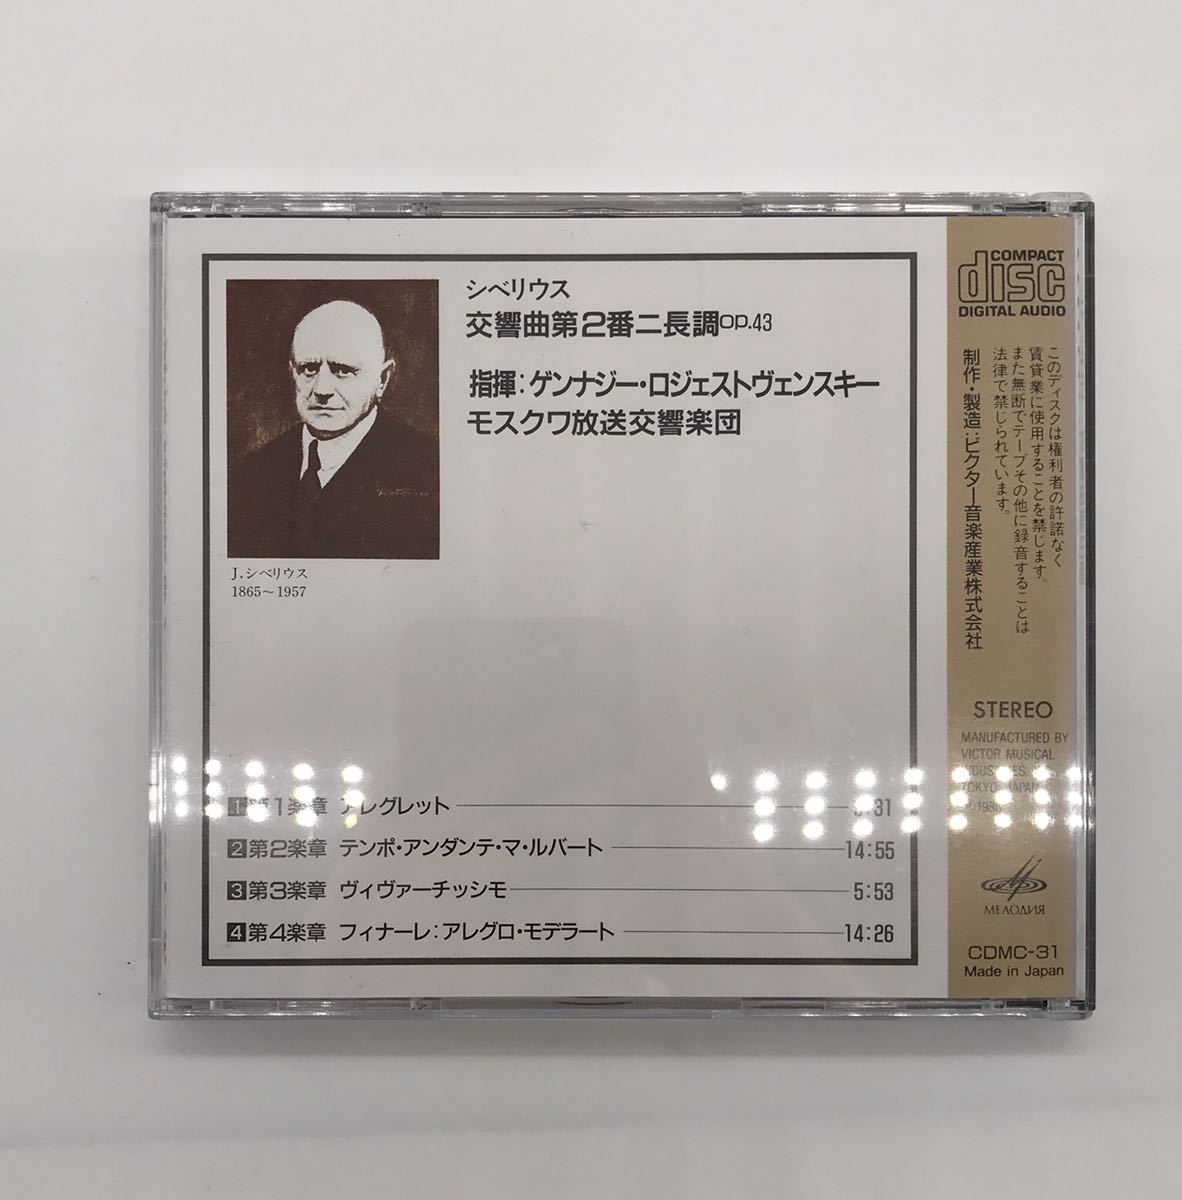 シベリウス
交響曲第2番ニ長調op.43
指揮:ゲンナジー・ロジェストヴェンスキー
モスクワ放送交響楽団
J.シベリウス
1865〜1957
1 第1楽章 アレグレット 31
2 第2楽章 テンポ・アンダンテ・マ・ルバート 14:55
3 第3楽章 ヴィヴァーチッシモ 5:53
4 第4楽章 フィナーレ:アレグロ・モデラート 14:26
COMPACT
disc
DIGITAL AUDIO
このディスクは権利者の許諾なく
賃貸業に使用することを禁じます。
また無断でテープその他に録音することは
法律で禁じられています。
制作・製造:ビクター音楽産業株式会社
STEREO
MANUFACTURED BY
VICTOR MUSICAL
INDUSTRIES,
TOKYO, JAPAN
МЕЛОДИЯ
CDMC-31
Made in Japan